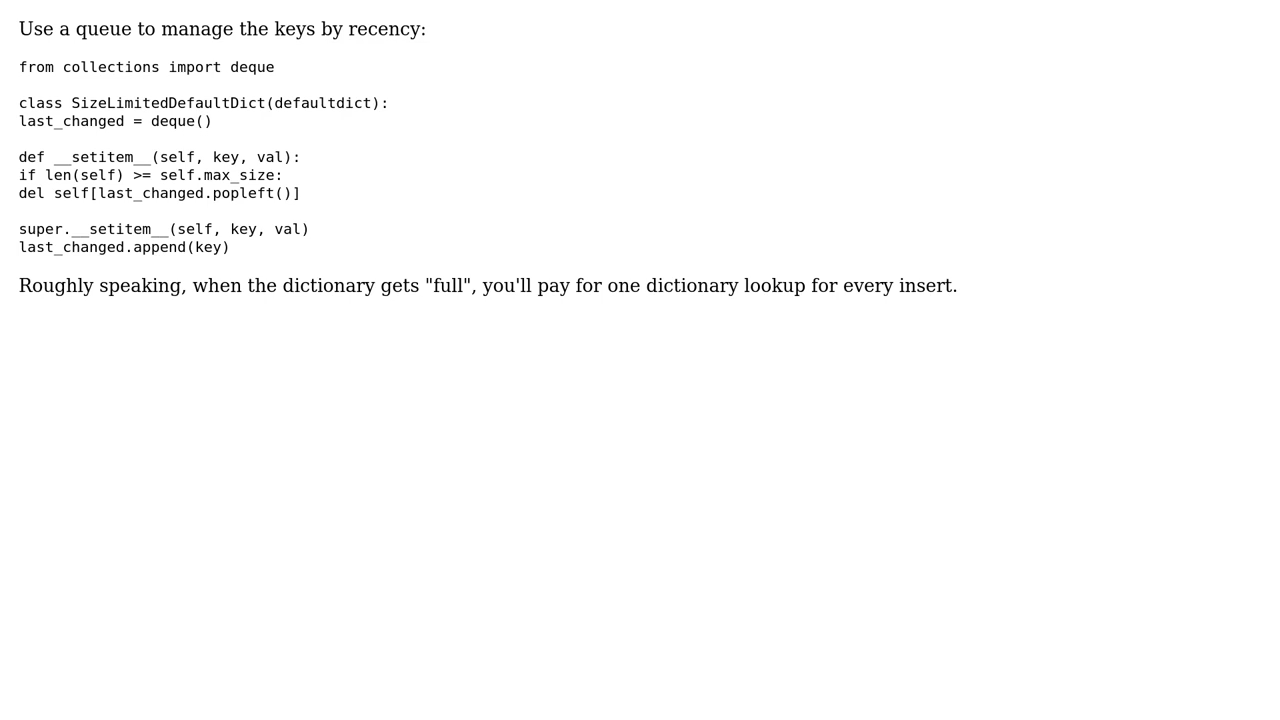 Use a queue to manage the keys by recency:
from collections import deque
class SizeLimitedDefaultDict(defaultdict):
last_changed = deque()
def __setitem__(self, key, val):
if len(self) >= self.max_size:
del self[last_changed.popleft()]
super.__setitem__(self, key, val)
last_changed.append(key)
Roughly speaking, when the dictionary gets "full", you'll pay for one dictionary lookup for every insert.